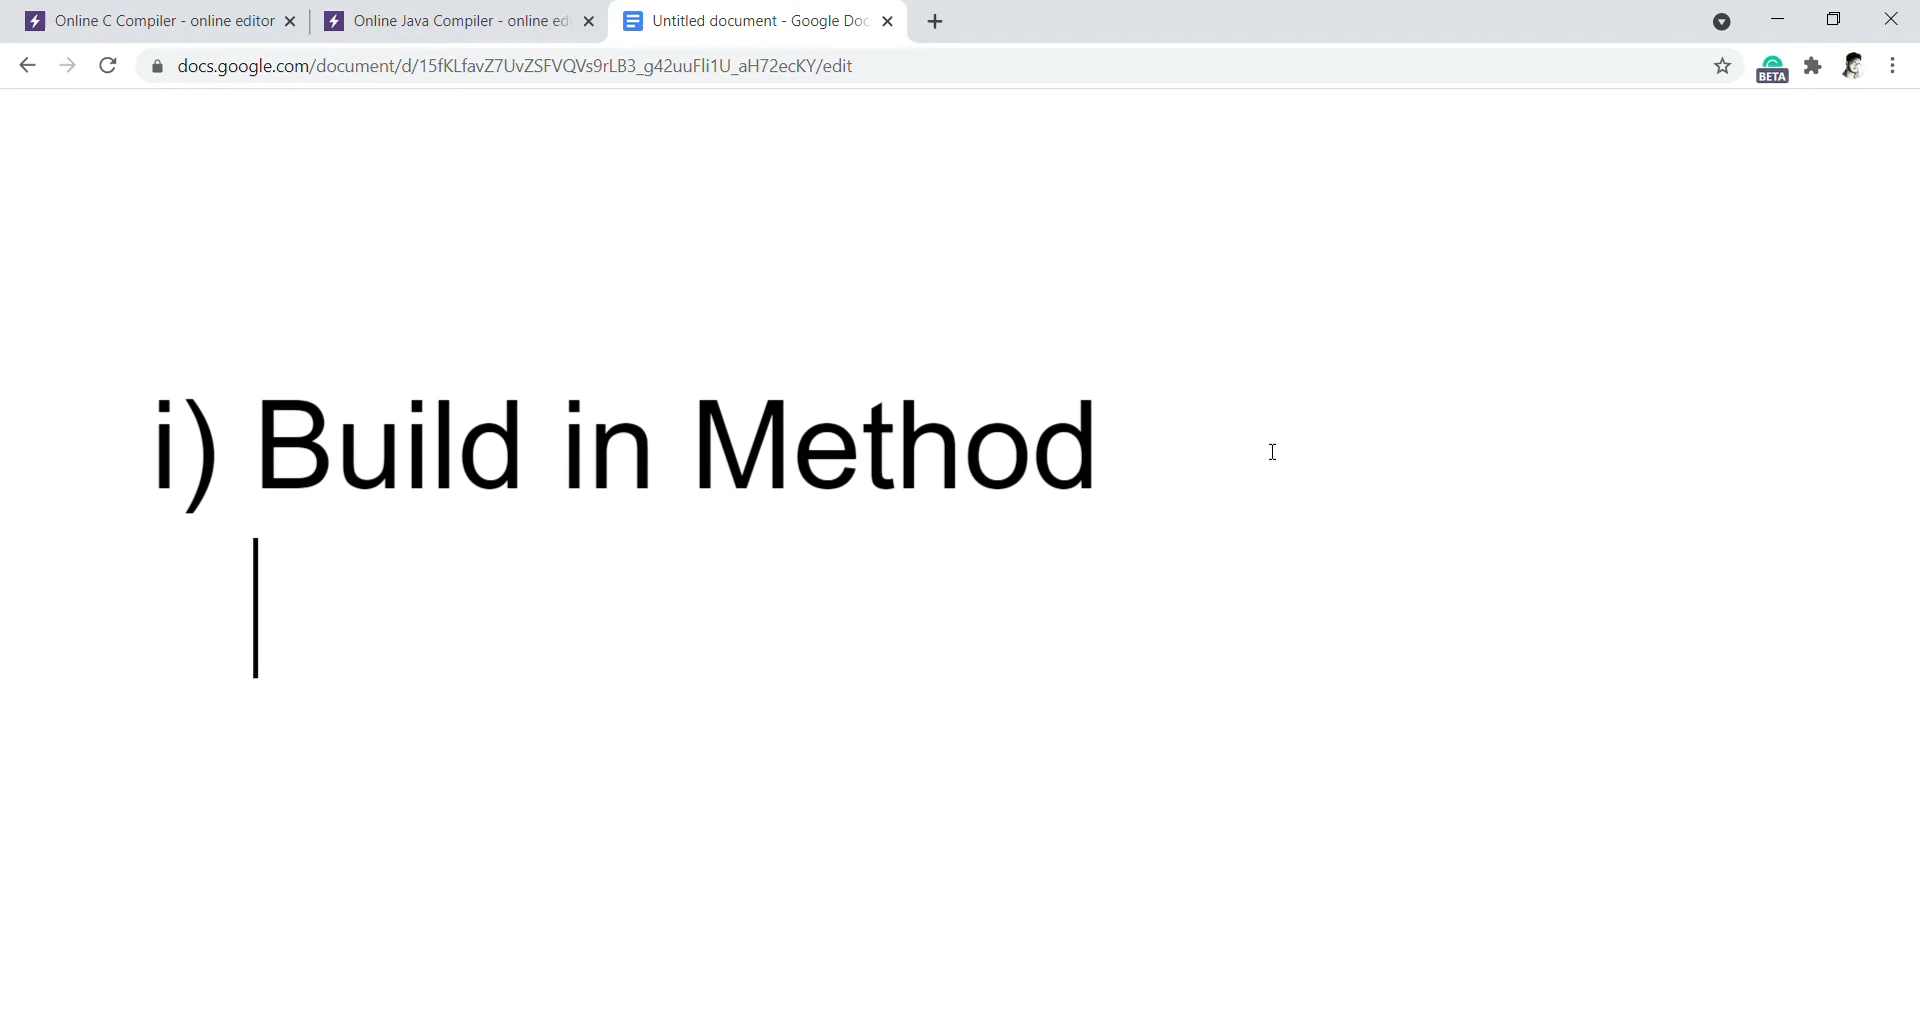 Online C Compiler - online editor
Online Java Compiler - online ed
Untitled document - Google Doc
docs.google.com/document/d/15fKLfavZ7UvZSFVQVs9rLB3_g42uuFli1U_aH72ecKY/edit
BETA
i) Build in Method